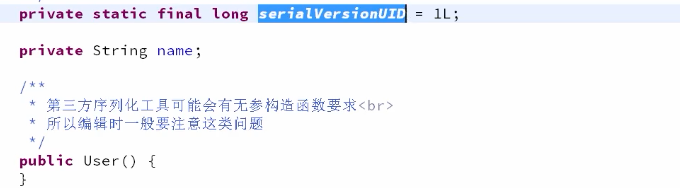 private static final long serialVersionUID = 1L;
private String name;
/**
* 第三方序列化工具可能会有无参构造函数要求<br>
* 所以编辑时一般要注意这类问题
*/
public User() {
}